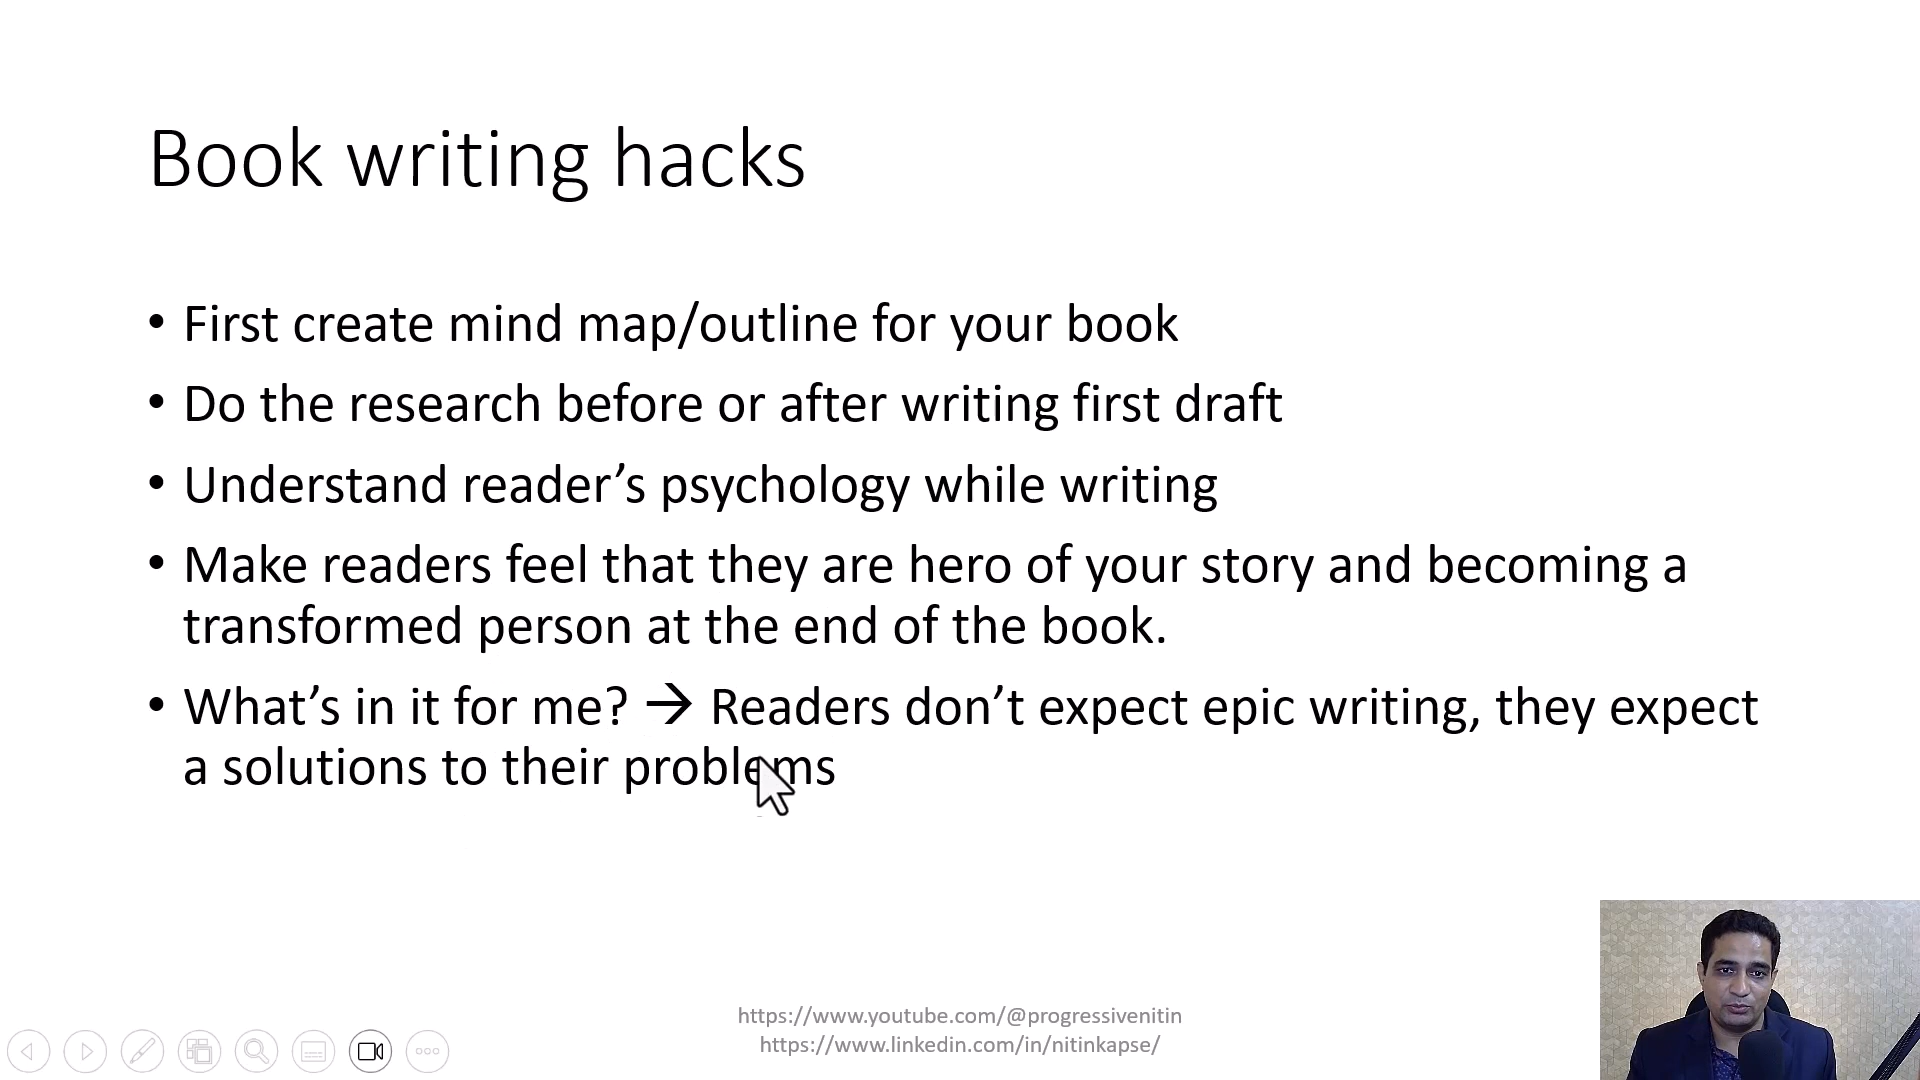 Book writing hacks
• First create mind map/outline for your book
• Do the research before or after writing first draft
• Understand reader’s psychology while writing
• Make readers feel that they are hero of your story and becoming a
transformed person at the end of the book.
• What’s in it for me? → Readers don’t expect epic writing, they expect
a solutions to their problems
https://www.youtube.com/@progressivenitin
https://www.linkedin.com/in/nitinkapse/